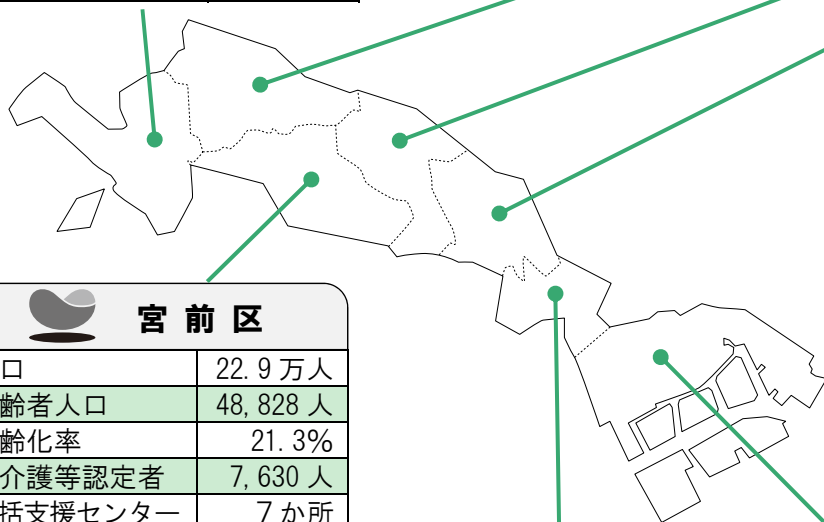 宮前区
口 22.9万人
齢者人口 48,828人
齢化率 21.3%
介護等認定者 7,630人
括支援センター 7か所